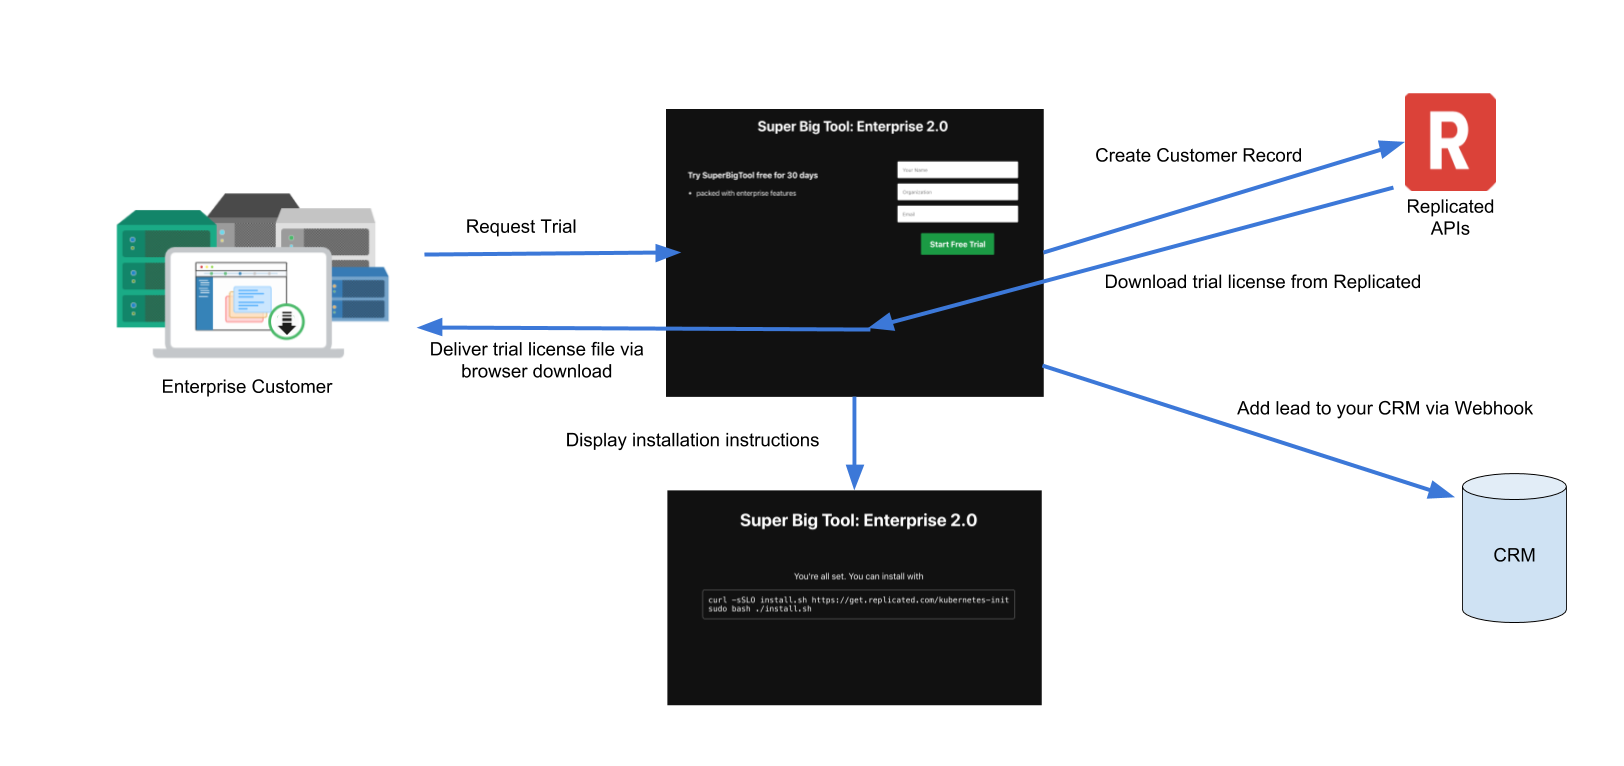 Super Big Tool: Enterprise 2.0
Try SuperBigTool free for 30 days
• packed with enterprise features
Your Name
Organization
Email
Start Free Trial
Request Trial
Deliver trial license file via
browser download
Enterprise Customer
Create Customer Record
R
Replicated
APIs
Download trial license from Replicated
Add lead to your CRM via Webhook
CRM
Display installation instructions
Super Big Tool: Enterprise 2.0
You're all set. You can install with
curl -sSLO install.sh https://get.replicated.com/kubernetes-init
sudo bash ./install.sh